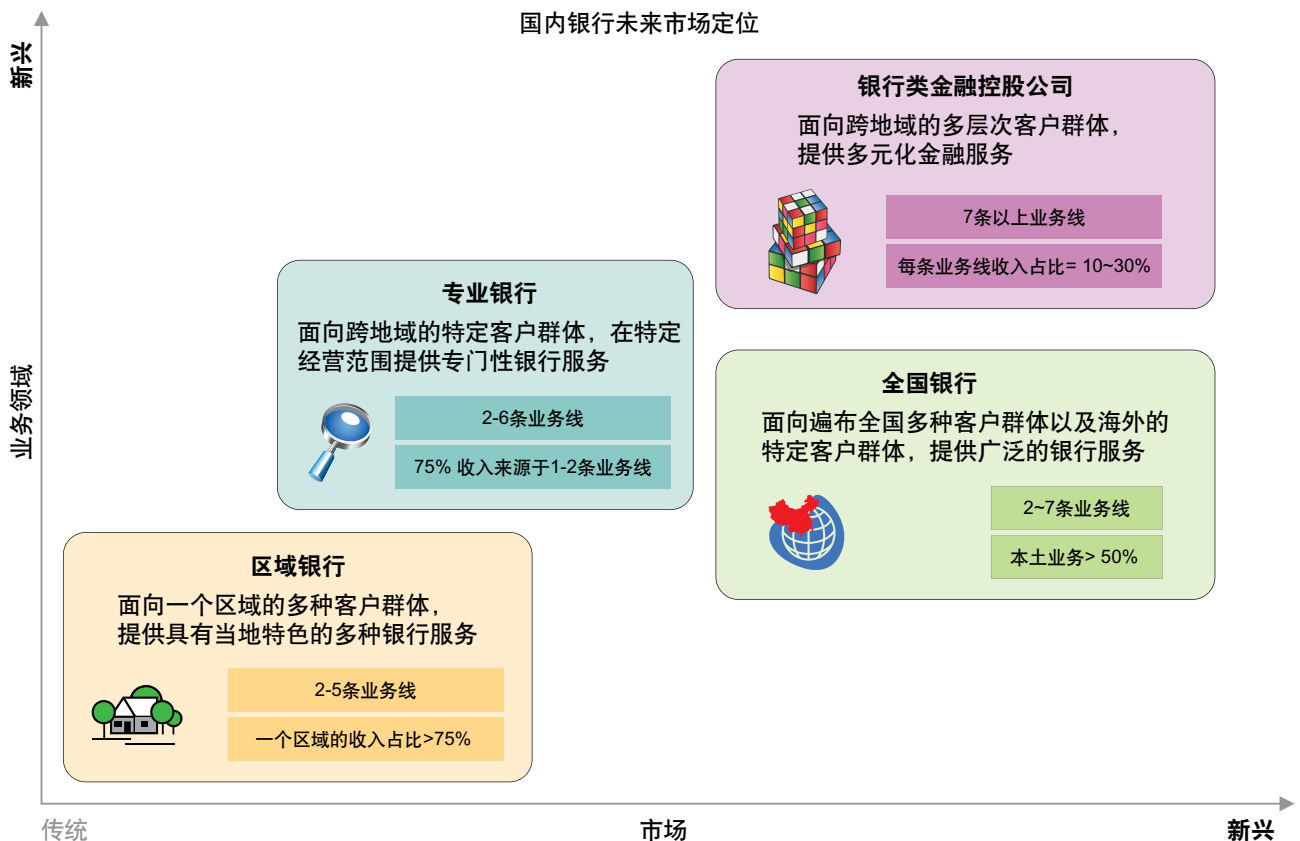 国内银行未来市场定位
新兴
银行类金融控股公司
面向跨地域的多层次客户群体，
提供多元化金融服务
7条以上业务线
每条业务线收入占比= 10~30%
专业银行
面向跨地域的特定客户群体，在特定
经营范围提供专门性银行服务
2-6条业务线
75% 收入来源于1-2条业务线
全国银行
面向遍布全国多种客户群体以及海外的
特定客户群体，提供广泛的银行服务
2~7条业务线
本土业务> 50%
业务领域
区域银行
面向一个区域的多种客户群体，
提供具有当地特色的多种银行服务
2-5条业务线
一个区域的收入占比>75%
传统
市场
新兴